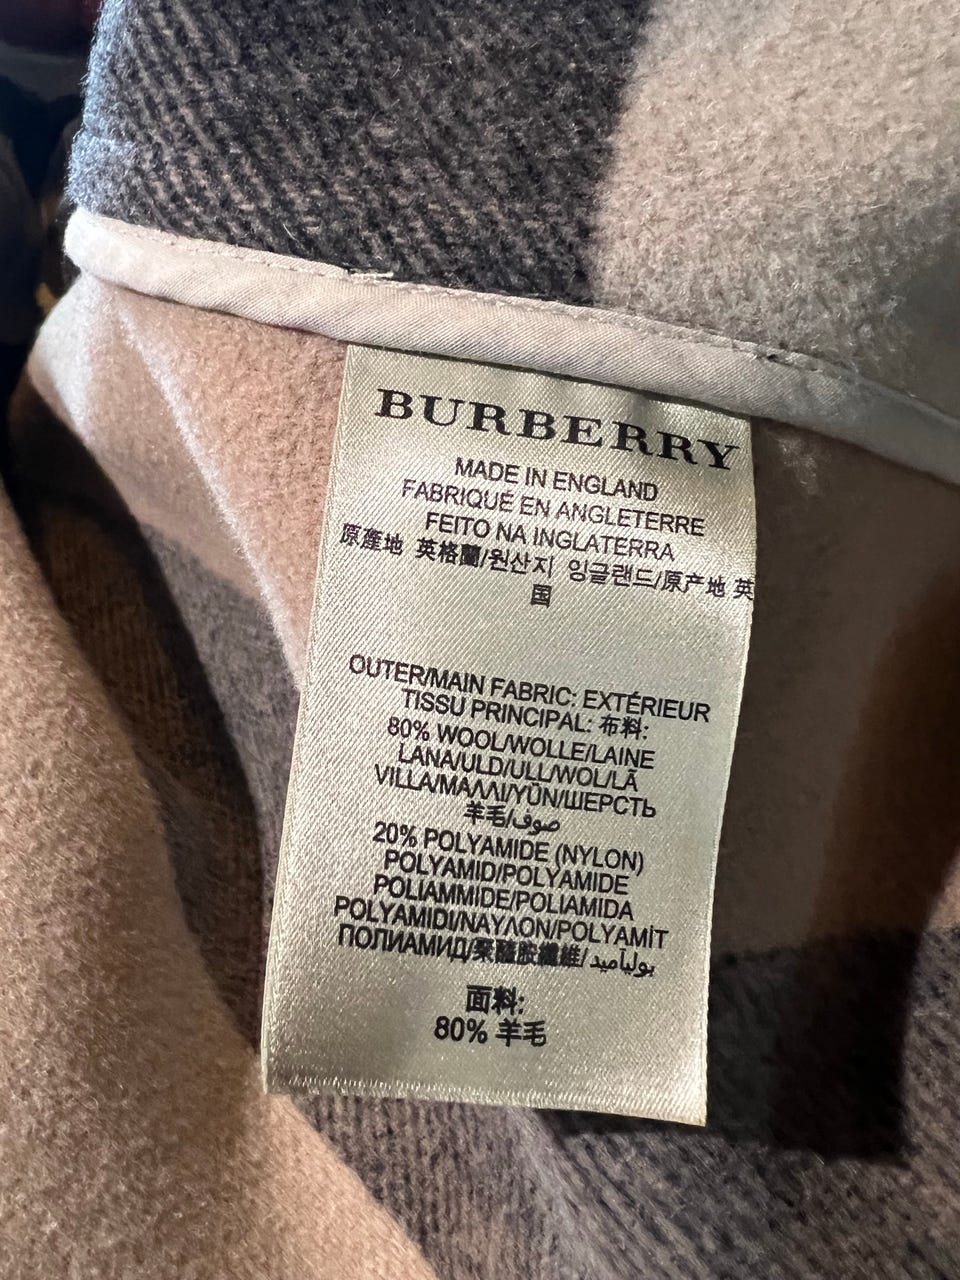 BURBERRY
MADE IN ENGLAND
FABRIQUÉ EN ANGLETERRE
FEITO NA INGLATERRA
原產地 英格蘭/원산지 잉글랜드/原产地 英
国
OUTER/MAIN FABRIC: EXTÉRIEUR
TISSU PRINCIPAL: 布料:
80% WOOL/WOLLE/LAINE
LANA/ULD/ULL/WOL/LÃ
VILLA/ΜΑΛΛΙ/YÜN/ШЕРСТЬ
羊毛/صوف
20% POLYAMIDE (NYLON)
POLYAMID/POLYAMIDE
POLIAMMIDE/POLIAMIDA
POLYAMIDI/ΝΑΥΛΟΝ/POLYAMİT
ПОЛИАМИД/聚醯胺纖維/بولیآمید
面料:
80% 羊毛